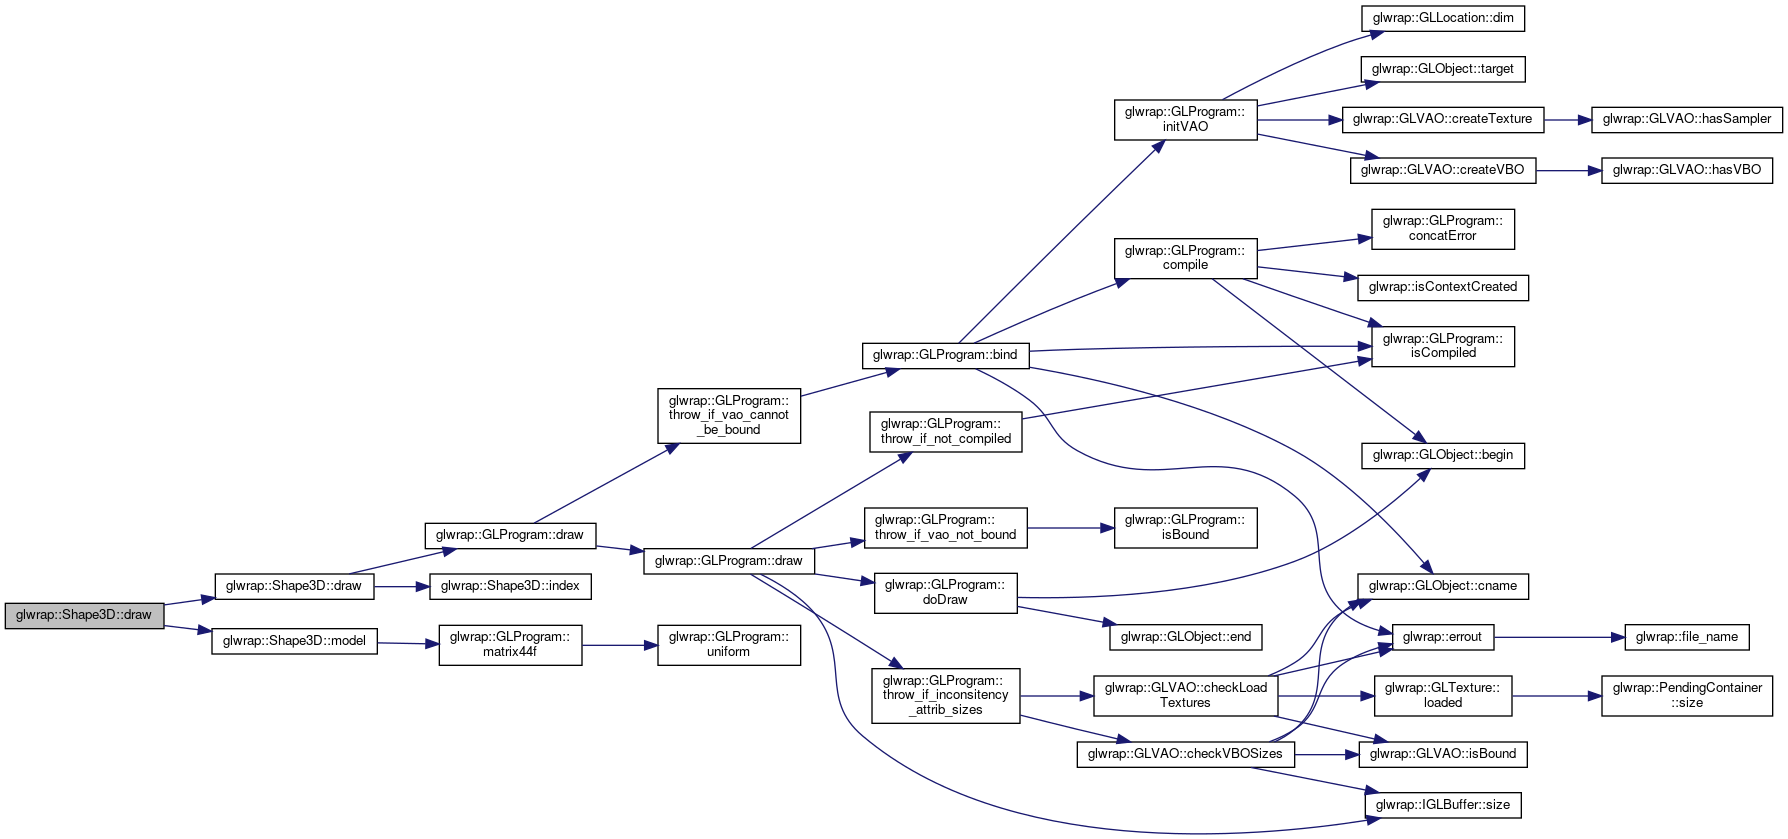 glwrap::Shape3D::draw
glwrap::Shape3D::draw
glwrap::Shape3D::model
glwrap::GLProgram::draw
glwrap::Shape3D::index
glwrap::GLProgram::
matrix44f
glwrap::GLProgram::
throw_if_vao_cannot
_be_bound
glwrap::GLProgram::draw
glwrap::GLProgram::
uniform
glwrap::GLProgram::bind
glwrap::GLProgram::
throw_if_not_compiled
glwrap::GLProgram::
throw_if_vao_not_bound
glwrap::GLProgram::
doDraw
glwrap::GLProgram::
throw_if_inconsitency
_attrib_sizes
glwrap::GLProgram::
initVAO
glwrap::GLProgram::
compile
glwrap::GLProgram::
isBound
glwrap::GLObject::end
glwrap::GLVAO::checkLoad
Textures
glwrap::GLVAO::checkVBOSizes
glwrap::GLLocation::dim
glwrap::GLObject::target
glwrap::GLVAO::createTexture
glwrap::GLVAO::createVBO
glwrap::GLProgram::
concatError
glwrap::isContextCreated
glwrap::GLProgram::
isCompiled
glwrap::GLObject::begin
glwrap::GLObject::cname
glwrap::errout
glwrap::GLTexture::
loaded
glwrap::GLVAO::isBound
glwrap::IGLBuffer::size
glwrap::GLVAO::hasSampler
glwrap::GLVAO::hasVBO
glwrap::file_name
glwrap::PendingContainer
::size